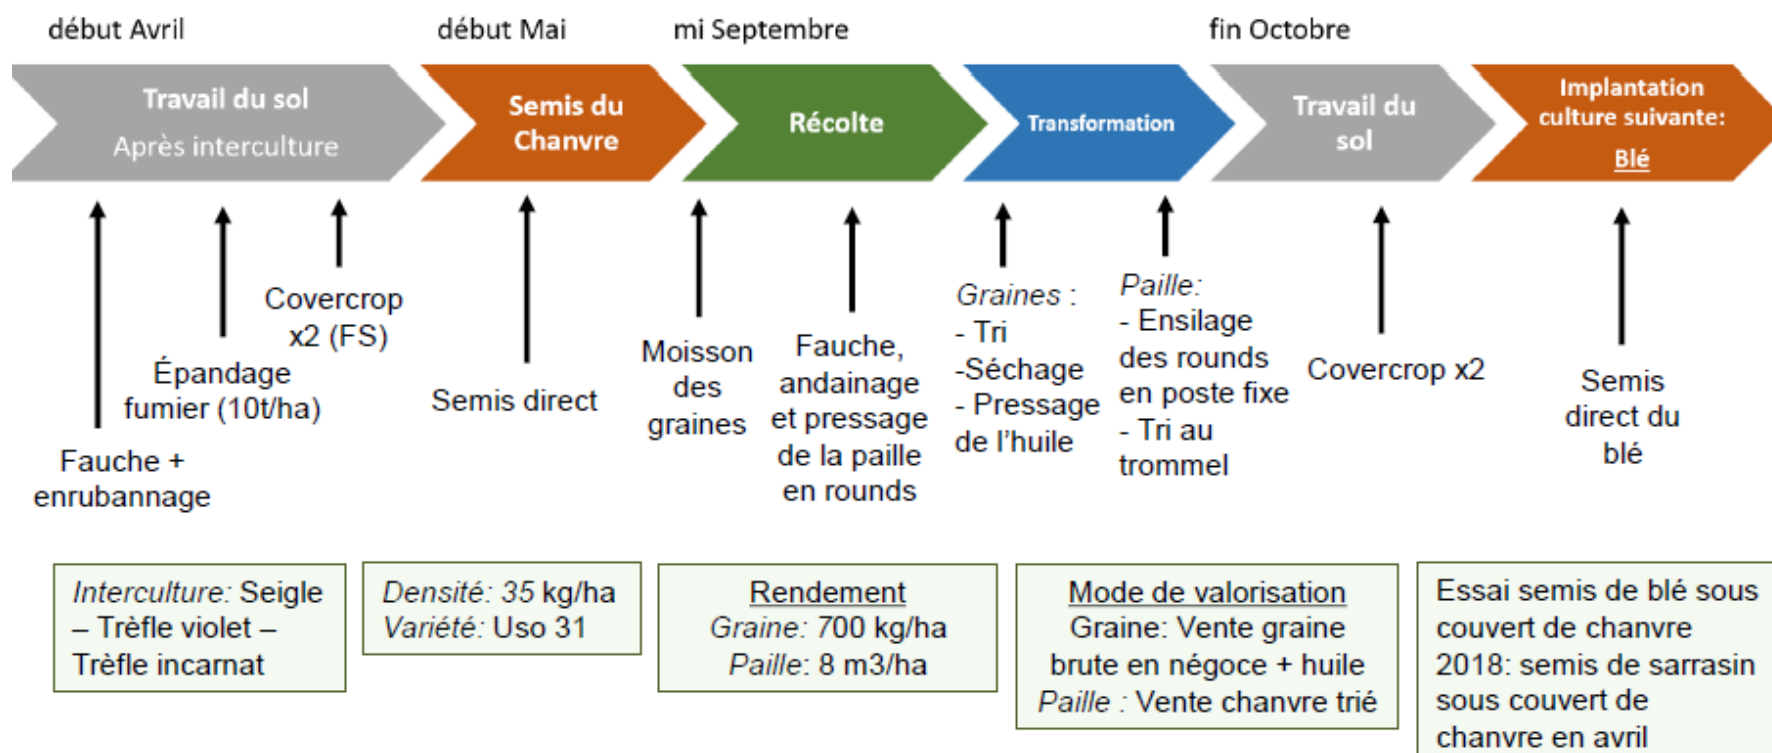 début Avril
début Mai
mi Septembre
fin Octobre
Travail du sol
Après interculture
Semis du
Chanvre
Récolte
Transformation
Travail du
sol
Implantation
culture suivante:
Blé
Fauche +
enrubannage
Épandage
fumier (10t/ha)
Covercrop
x2 (FS)
Semis direct
Moisson
des
graines
Fauche,
andainage
et pressage
de la paille
en rounds
Graines :
- Tri
-Séchage
- Pressage
de l'huile
Paille:
- Ensilage
des rounds
en poste fixe
- Tri au
trommel
Covercrop x2
Semis
direct du
blé
Interculture: Seigle
– Trèfle violet –
Trèfle incarnat
Densité: 35 kg/ha
Variété: Uso 31
Rendement
Graine: 700 kg/ha
Paille: 8 m3/ha
Mode de valorisation
Graine: Vente graine
brute en négoce + huile
Paille : Vente chanvre trié
Essai semis de blé sous
couvert de chanvre
2018: semis de sarrasin
sous couvert de
chanvre en avril